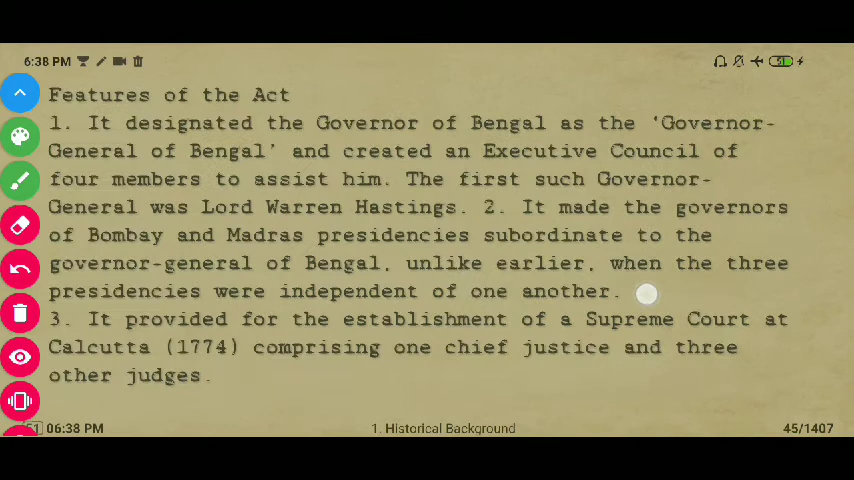 6:38 PM
Features of the Act
1. It designated the Governor of Bengal as the ‘Governor-
General of Bengal’ and created an Executive Council of
four members to assist him. The first such Governor-
General was Lord Warren Hastings. 2. It made the governors
of Bombay and Madras presidencies subordinate to the
governor-general of Bengal, unlike earlier, when the three
presidencies were independent of one another.
3. It provided for the establishment of a Supreme Court at
Calcutta (1774) comprising one chief justice and three
other judges.
06:38 PM 1. Historical Background 45/1407